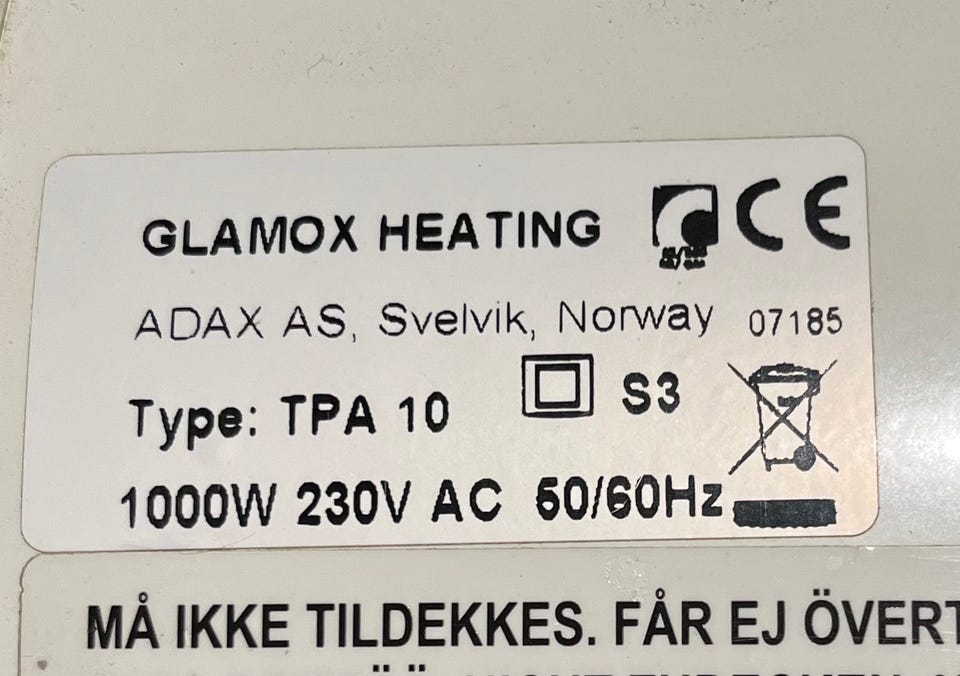 GLAMOX HEATING CE
ADAX AS, Svelvik, Norway 07185
Type: TPA 10 S3
1000W 230V AC 50/60Hz
MÅ IKKE TILDEKKES. FÅR EJ ÖVERT